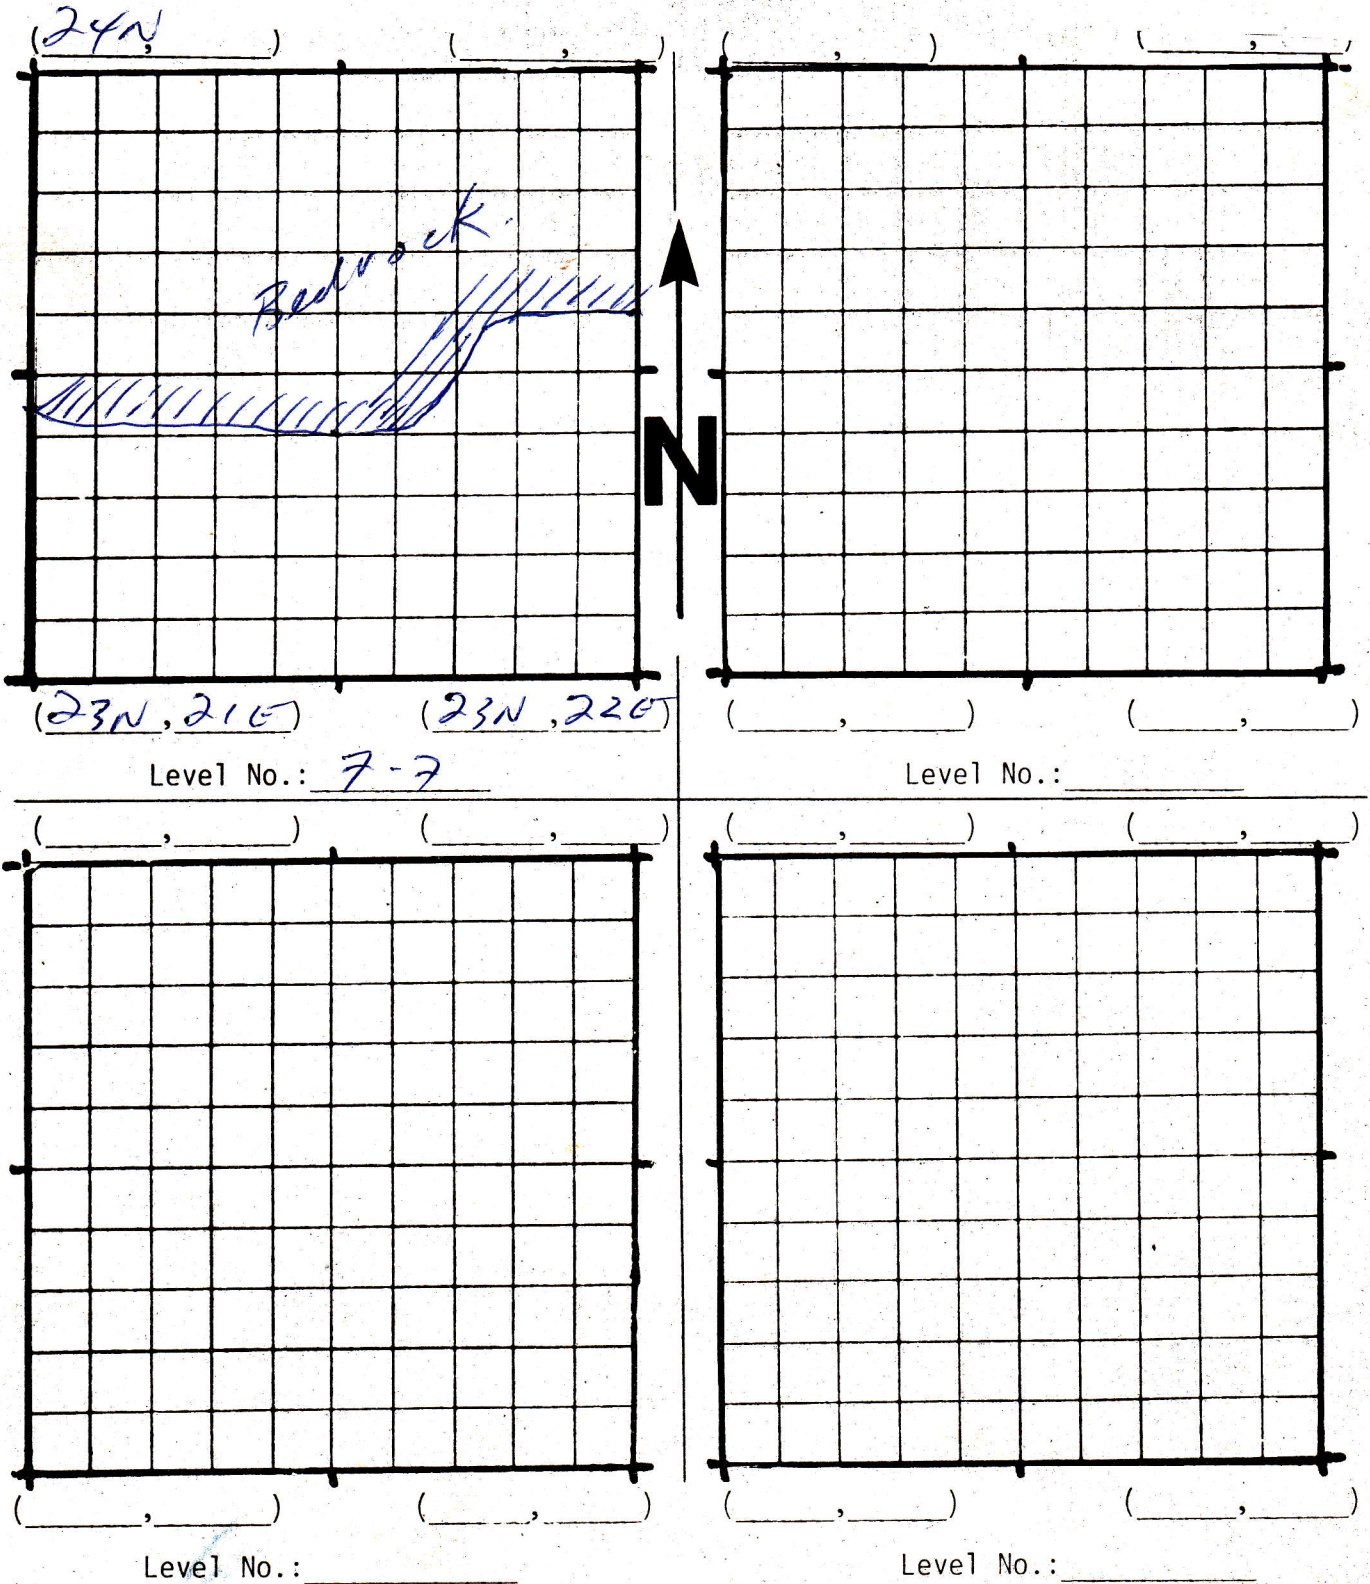 (24N, ) ( , ) ( , ) ( , )
Bedrock.
N
(23N, 21E) (23N, 22E) ( , ) ( , )
Level No.: 7-7 Level No.:
( , ) ( , ) ( , ) ( , )
( , ) ( , ) ( , ) ( , )
Level No.: Level No.: